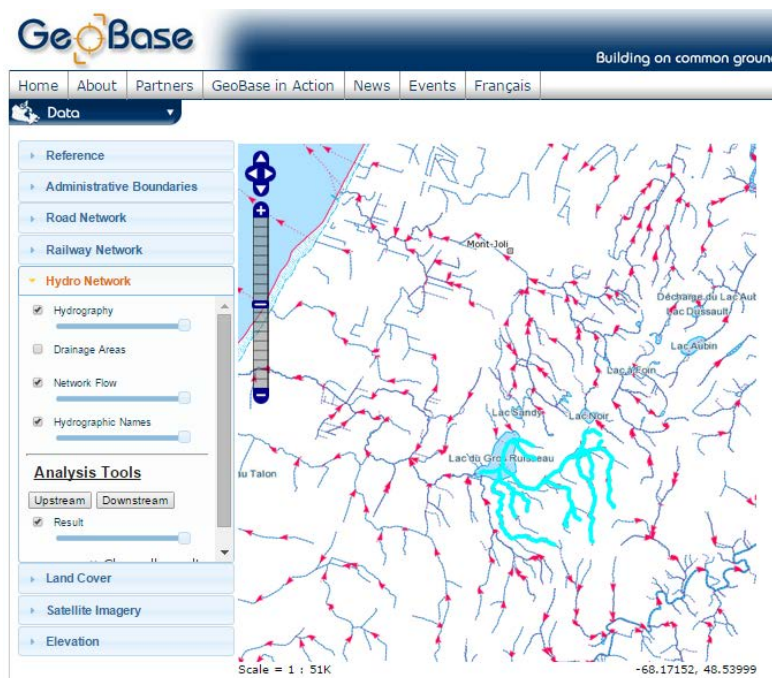 GeoBase
Building on common ground
Home About Partners GeoBase in Action News Events Français
Data
Reference
Administrative Boundaries
Road Network
Railway Network
Hydro Network
Hydrography
Drainage Areas
Network Flow
Hydrographic Names
Analysis Tools
Upstream Downstream
Result
Land Cover
Satellite Imagery
Elevation
Mont-Joli
Décharge du Lac Aub
Lac Dussault
Lac Aubin
Lac à Foin
Lac Sandy
Lac Noir
Lac du Gros Ruisseau
au Talon
Scale = 1 : 51K
-68.17152, 48.53999